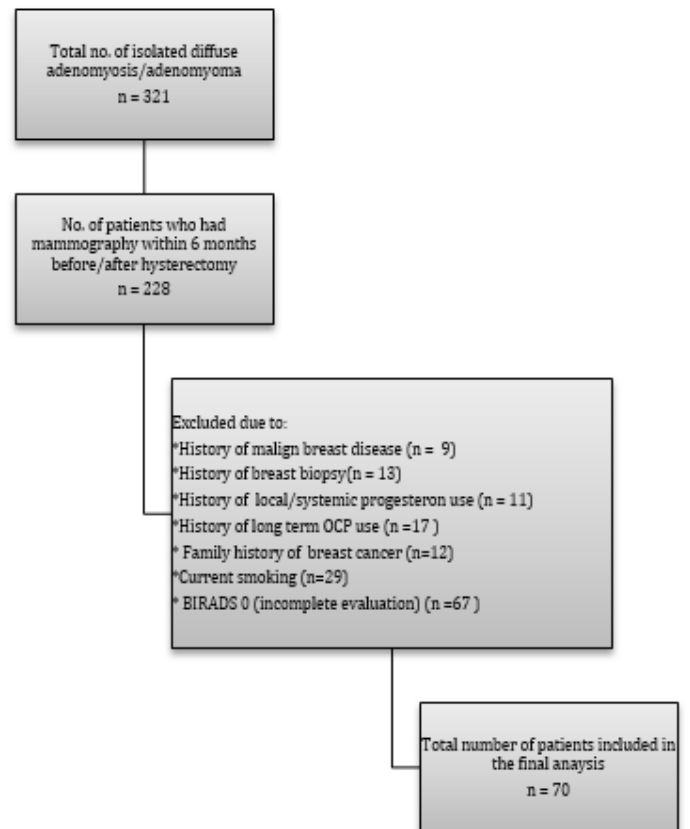 Total no. of isolated diffuse
adenomyosis/adenomyoma
n = 321
No. of patients who had
mammography within 6 months
before/after hysterectomy
n = 228
Excluded due to:
*History of malign breast disease (n = 9)
*History of breast biopsy(n = 13)
*History of local/systemic progesteron use (n = 11)
*History of long term OCP use (n =17 )
* Family history of breast cancer (n=12)
*Current smoking (n=29)
* BIRADS 0 (incomplete evaluation) (n =67 )
Total number of patients included in
the final anaysis
n = 70